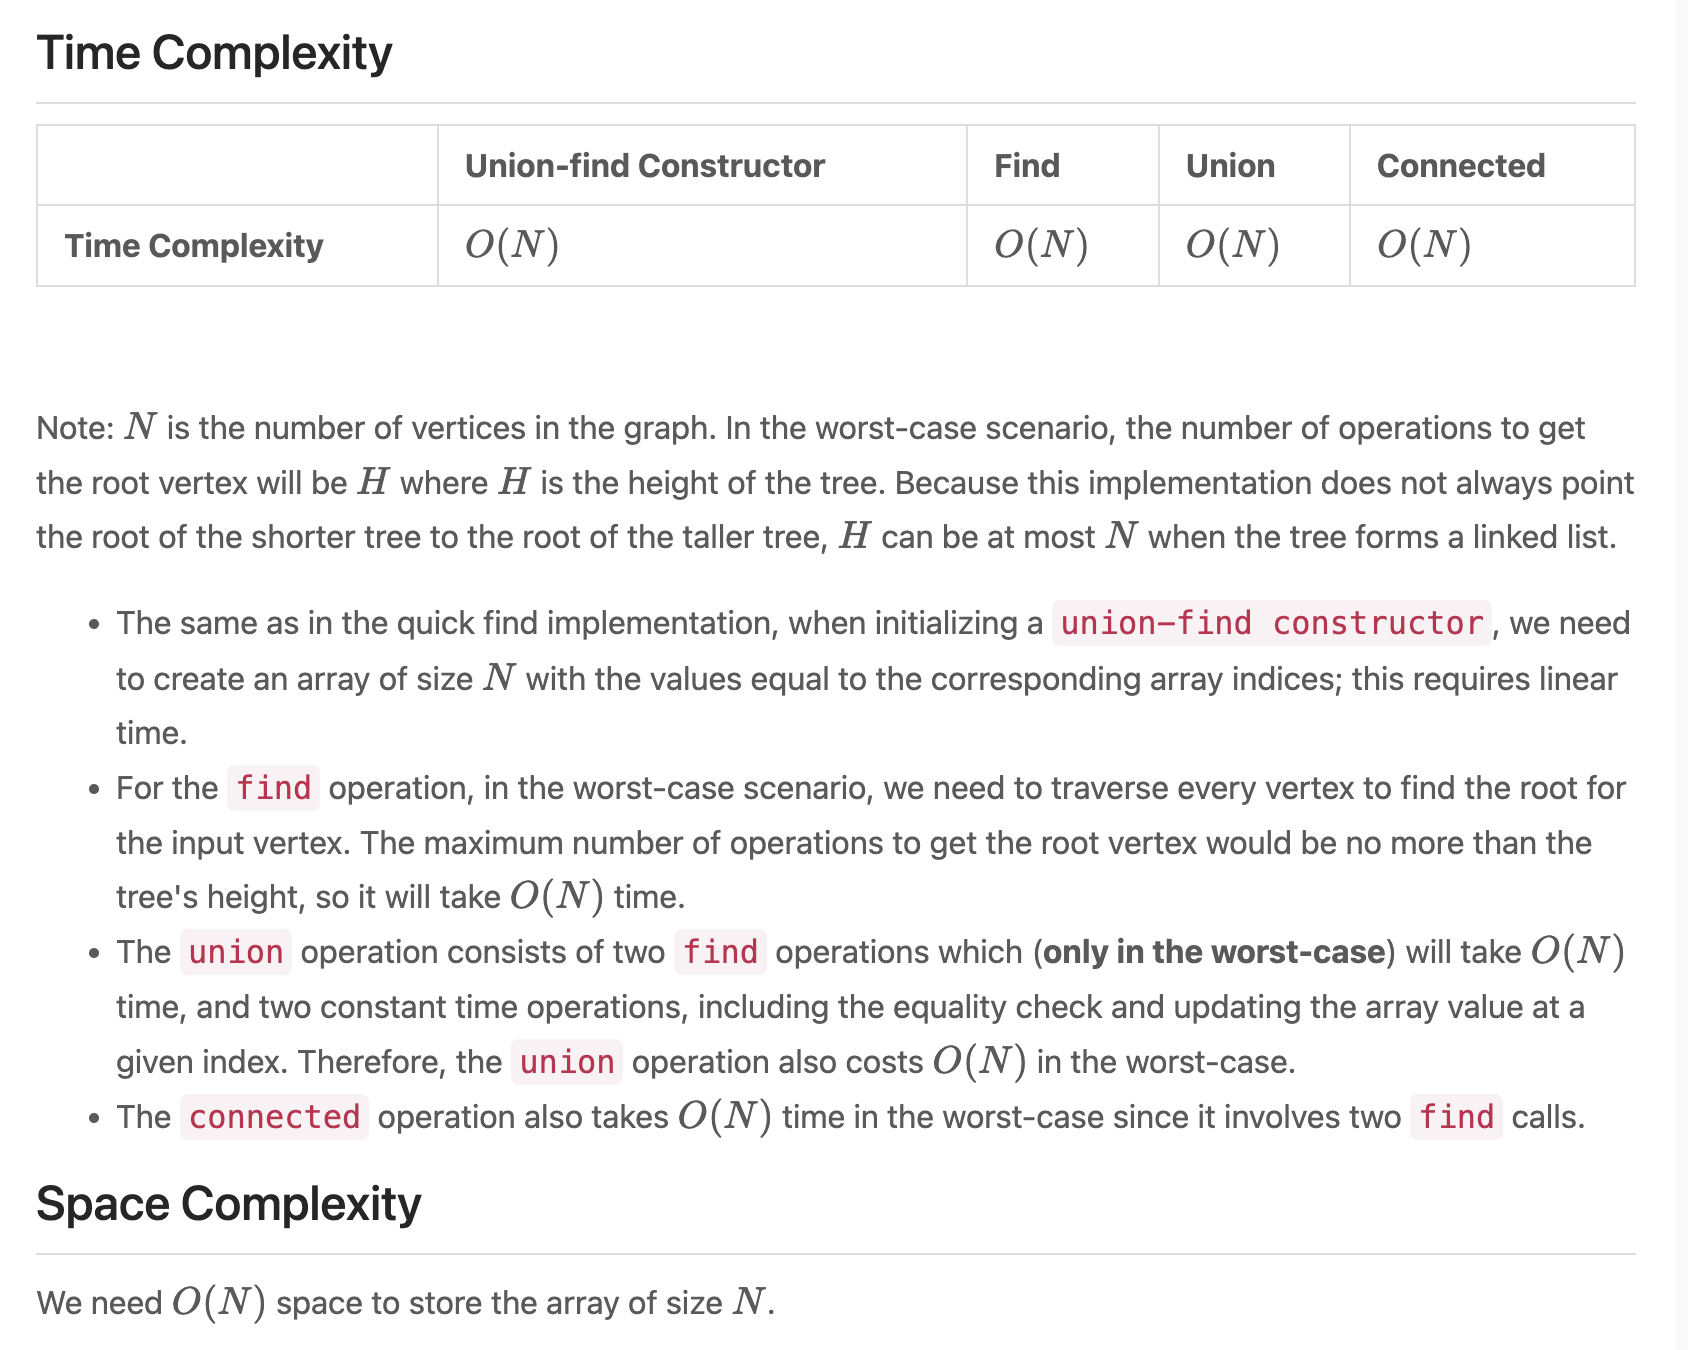 Time Complexity
Union-find Constructor Find Union Connected
Time Complexity O(N) O(N) O(N) O(N)
Note: N is the number of vertices in the graph. In the worst-case scenario, the number of operations to get
the root vertex will be H where H is the height of the tree. Because this implementation does not always point
the root of the shorter tree to the root of the taller tree, H can be at most N when the tree forms a linked list.
• The same as in the quick find implementation, when initializing a union-find constructor, we need
to create an array of size N with the values equal to the corresponding array indices; this requires linear
time.
• For the find operation, in the worst-case scenario, we need to traverse every vertex to find the root for
the input vertex. The maximum number of operations to get the root vertex would be no more than the
tree's height, so it will take O(N) time.
• The union operation consists of two find operations which (only in the worst-case) will take O(N)
time, and two constant time operations, including the equality check and updating the array value at a
given index. Therefore, the union operation also costs O(N) in the worst-case.
• The connected operation also takes O(N) time in the worst-case since it involves two find calls.
Space Complexity
We need O(N) space to store the array of size N.